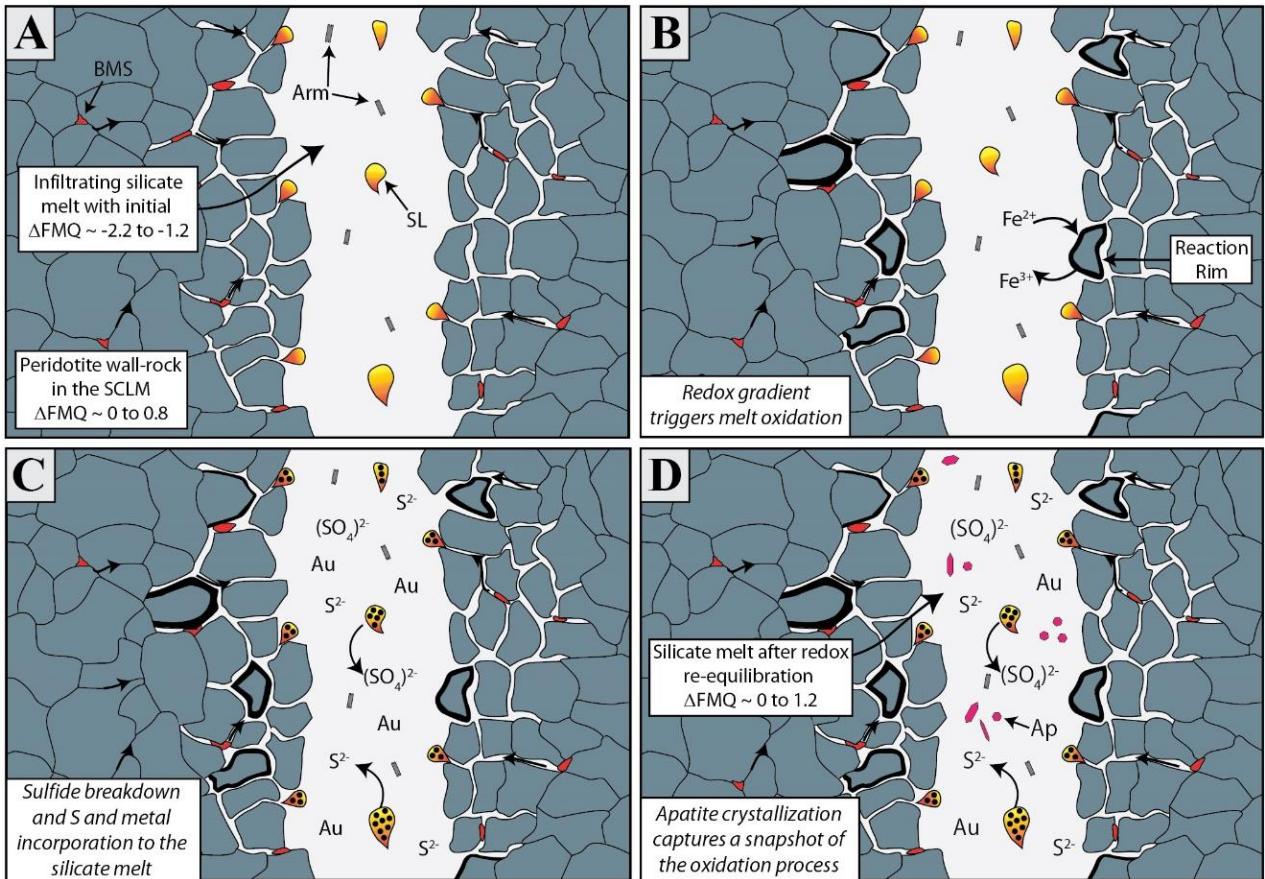 A
BMS
Arm
Infiltrating silicate
melt with initial
ΔFMQ ~ -2.2 to -1.2
SL
Peridotite wall-rock
in the SCLM
ΔFMQ ~ 0 to 0.8
B
Fe²⁺
Fe³⁺
Reaction
Rim
Redox gradient
triggers melt oxidation
C
S²⁻
(SO₄)²⁻
Au
Au
S²⁻
(SO₄)²⁻
Au
S²⁻
Au
S²⁻
Sulfide breakdown
and S and metal
incorporation to the
silicate melt
D
S²⁻
(SO₄)²⁻
Au
S²⁻
Silicate melt after redox
re-equilibration
ΔFMQ ~ 0 to 1.2
(SO₄)²⁻
Ap
S²⁻
Au
S²⁻
Apatite crystallization
captures a snapshot of
the oxidation process